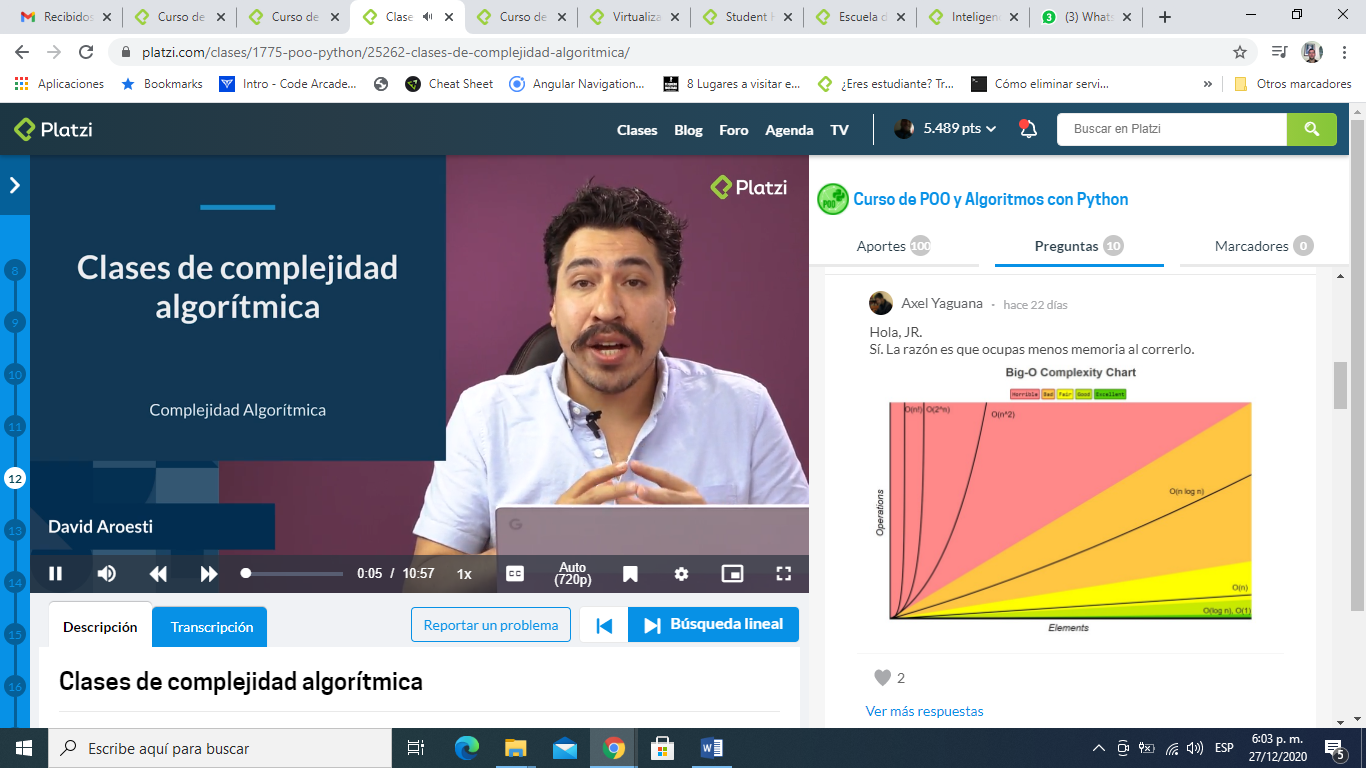 Recibidos
Curso de
Curso de
Clase
Curso de
Virtualiza
Student
Escuela d
Inteligen
(3) Whats
platzi.com/clases/1775-poo-python/25262-clases-de-complejidad-algoritmica/
Aplicaciones
Bookmarks
Intro - Code Arcade...
Cheat Sheet
Angular Navigation...
8 Lugares a visitar e...
¿Eres estudiante? Tr...
Cómo eliminar servi...
»
Otros marcadores
Platzi
Clases
Blog
Foro
Agenda
TV
5.489 pts
Buscar en Platzi
8
9
10
11
12
13
14
15
16
Clases de complejidad
algorítmica
Complejidad Algorítmica
David Aroesti
Platzi
G
0:05 / 10:57
1x
CC
Auto
(720p)
Descripción
Transcripción
Reportar un problema
Búsqueda lineal
Clases de complejidad algorítmica
POO
Curso de POO y Algoritmos con Python
Aportes 100
Preguntas 10
Marcadores 0
Axel Yaguana - hace 22 días
Hola, JR.
Sí. La razón es que ocupas menos memoria al correrlo.
Big-O Complexity Chart
Horrible Bad Fair Good Excellent
O(n!) O(2^n)
O(n^2)
O(n log n)
O(n)
O(log n), O(1)
Operations
Elements
2
Ver más respuestas
Escribe aquí para buscar
ESP
6:03 p. m.
27/12/2020
5